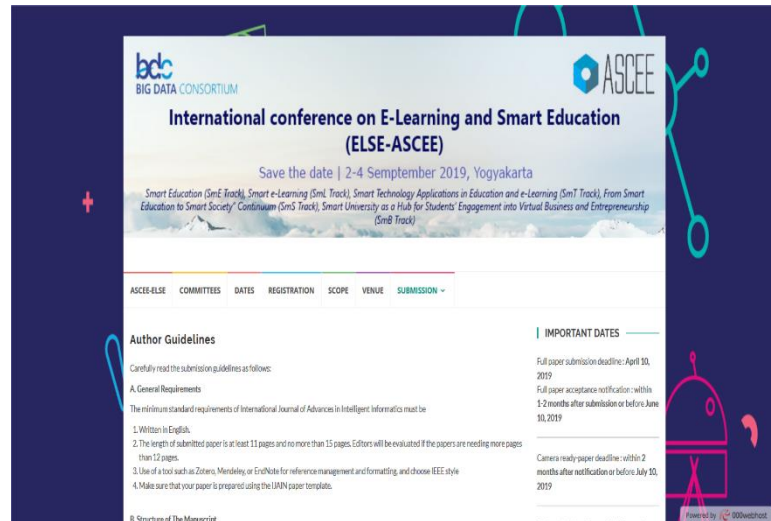 bdc
BIG DATA CONSORTIUM
ASCEE
International conference on E-Learning and Smart Education
(ELSE-ASCEE)
Save the date | 2-4 Semptember 2019, Yogyakarta
Smart Education (SmE Track), Smart e-Learning (SmL Track), Smart Technology Applications in Education and e-Learning (SmT Track), From Smart
Education to Smart Society" Continuum (SmS Track), Smart University as a Hub for Students' Engagement into Virtual Business and Entrepreneurship
(SmB Track)
ASCEE-ELSE COMMITTEES DATES REGISTRATION SCOPE VENUE SUBMISSION
Author Guidelines
Carefully read the submission guidelines as follows:
A. General Requirements
The minimum standard requirements of International Journal of Advances in Intelligent Informatics must be
1. Written in English.
2. The length of submitted paper is at least 11 pages and no more than 15 pages. Editors will be evaluated if the papers are needing more pages
than 12 pages.
3. Use of a tool such as Zotero, Mendeley, or EndNote for reference management and formatting, and choose IEEE style
4. Make sure that your paper is prepared using the IJAIN paper template.
B. Structure of The Manuscript
IMPORTANT DATES
Full paper submission deadline : April 10,
2019
Full paper acceptance notification : within
1-2 months after submission or before June
10, 2019
Camera ready-paper deadline : within 2
months after notification or before July 10,
2019
Powered by 000webhost